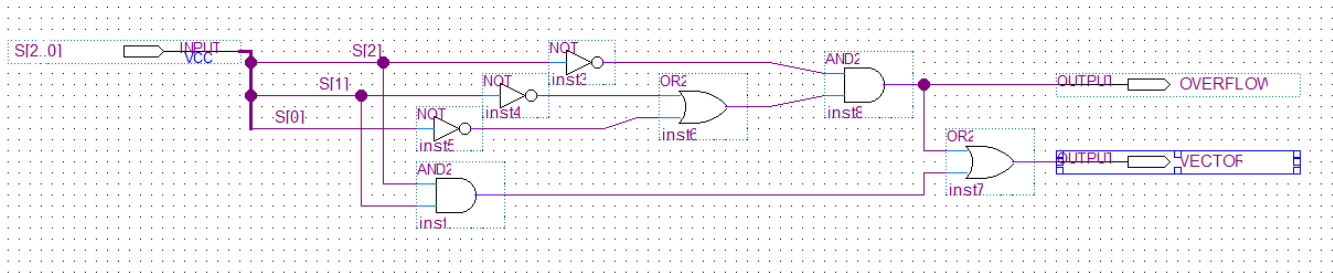 S[2..0]
INPUT
VCC
S[2]
S[1]
S[0]
NOT
inst3
NOT
inst4
NOT
inst5
OR2
inst6
AND2
inst8
OUTPUT
OVERFLOW
AND2
inst
OR2
inst7
OUTPUT
VECTOR